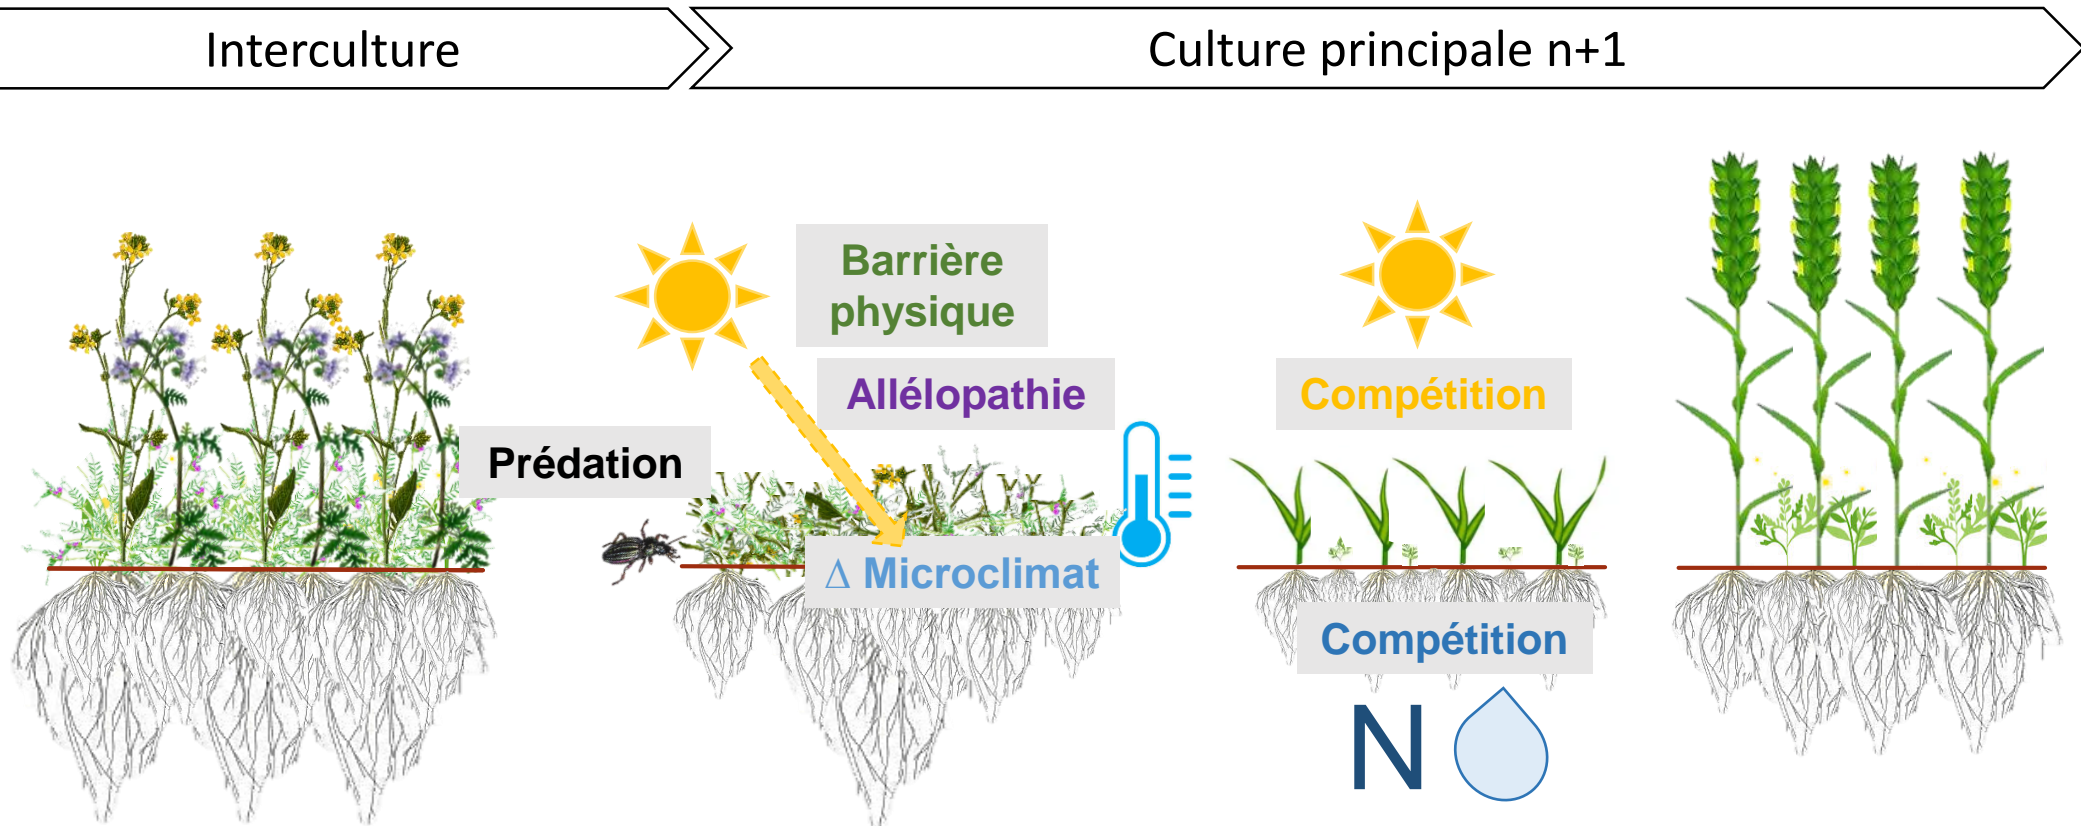 Interculture
Culture principale n+1
Barrière
physique
Allélopathie
Compétition
Prédation
Δ Microclimat
Compétition
N